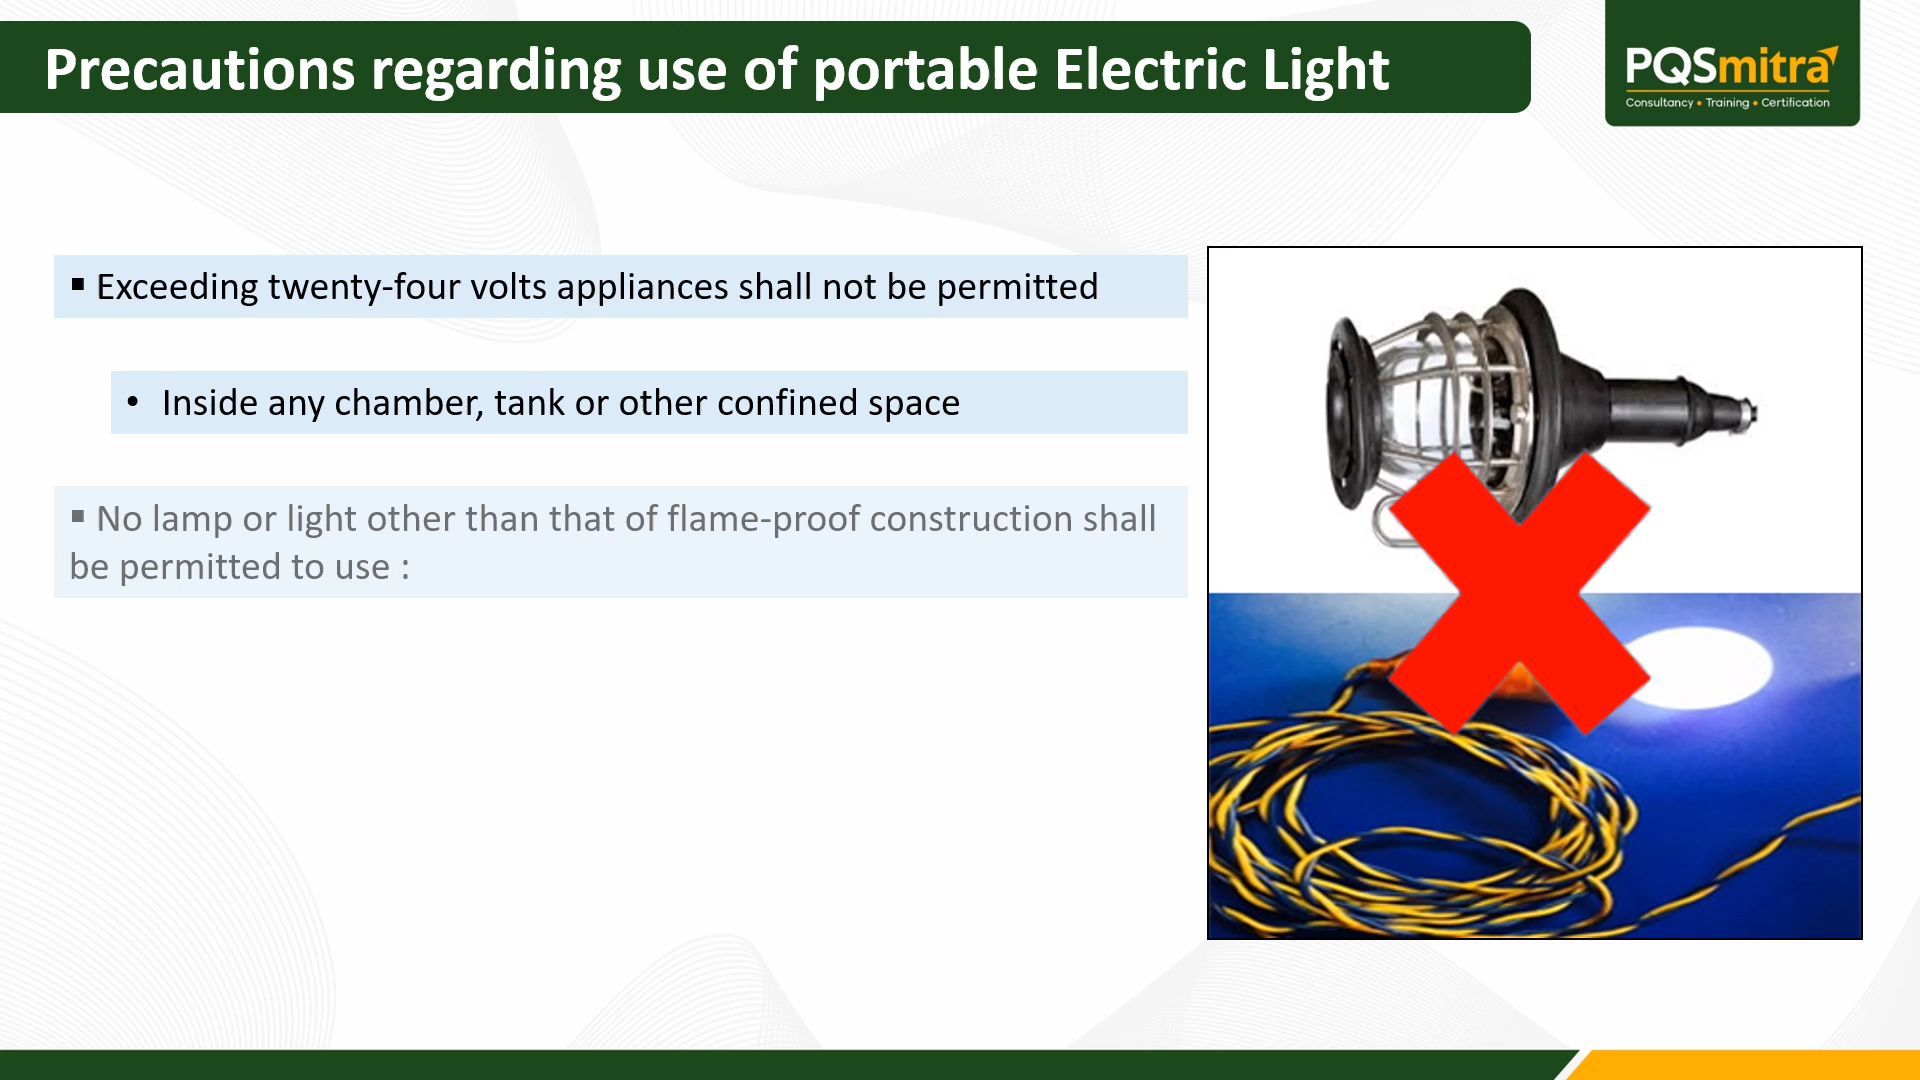 Precautions regarding use of portable Electric Light
PQSmitra
Consultancy • Training • Certification
▪ Exceeding twenty-four volts appliances shall not be permitted
• Inside any chamber, tank or other confined space
▪ No lamp or light other than that of flame-proof construction shall
be permitted to use :